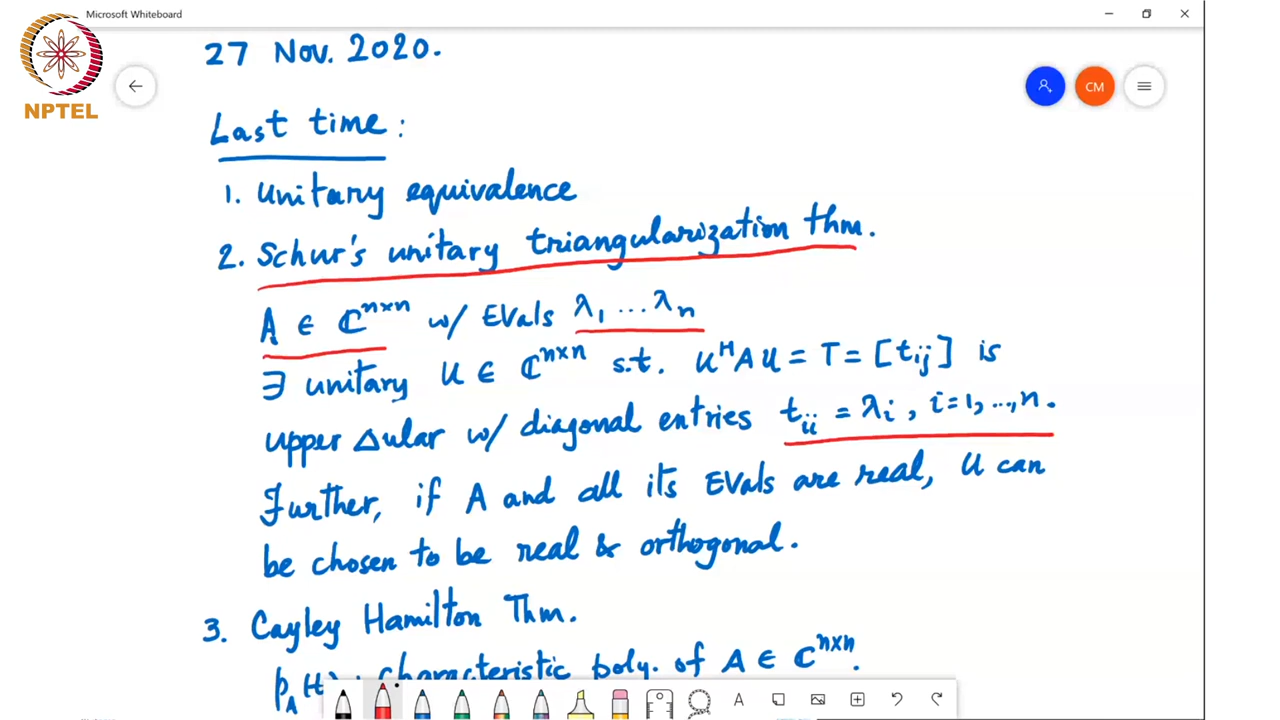 Microsoft Whiteboard
NPTEL
CM
27 Nov. 2020.
Last time:
1. Unitary equivalence
2. Schur's unitary triangularization thm.
A ∈ ℂⁿˣⁿ w/ EVals λ₁ ... λₙ
∃ unitary U ∈ ℂⁿˣⁿ s.t. UᴴAU = T = [tᵢⱼ] is
upper Δular w/ diagonal entries tᵢᵢ = λᵢ, i=1,...,n.
Further, if A and all its EVals are real, U can
be chosen to be real & orthogonal.
3. Cayley Hamilton Thm.
p_A(t): characteristic poly. of A ∈ ℂⁿˣⁿ.
A